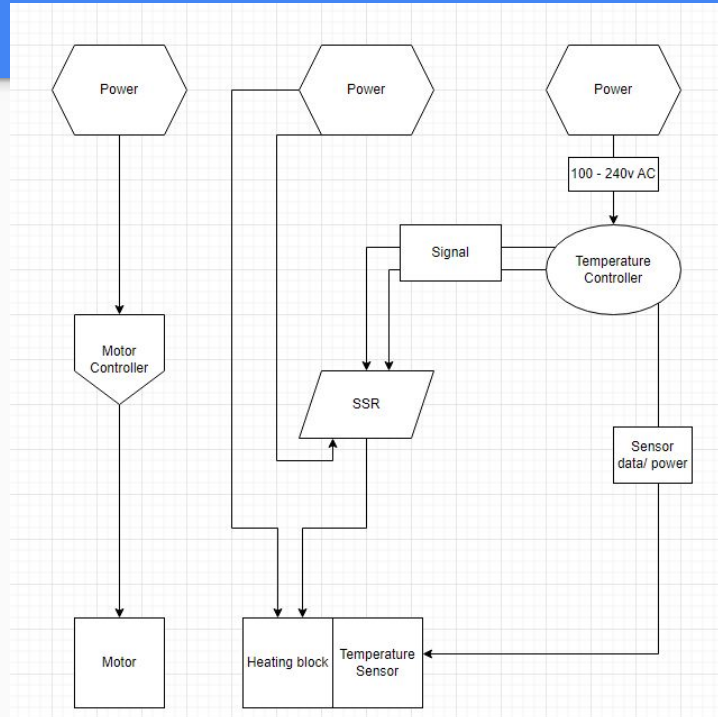 Power
Power
Power
100 - 240v AC
Signal
Temperature
Controller
Motor
Controller
SSR
Sensor
data/ power
Motor
Heating block
Temperature
Sensor